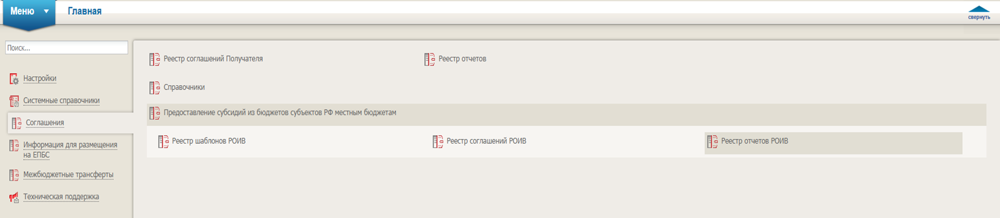 Меню
Главная
свернуть
Поиск...
Настройки
Системные справочники
Соглашения
Информация для размещения
на ЕПБС
Межбюджетные трансферты
Техническая поддержка
Реестр соглашений Получателя
Реестр отчетов
Справочники
Предоставление субсидий из бюджетов субъектов РФ местным бюджетам
Реестр шаблонов РОИВ
Реестр соглашений РОИВ
Реестр отчетов РОИВ